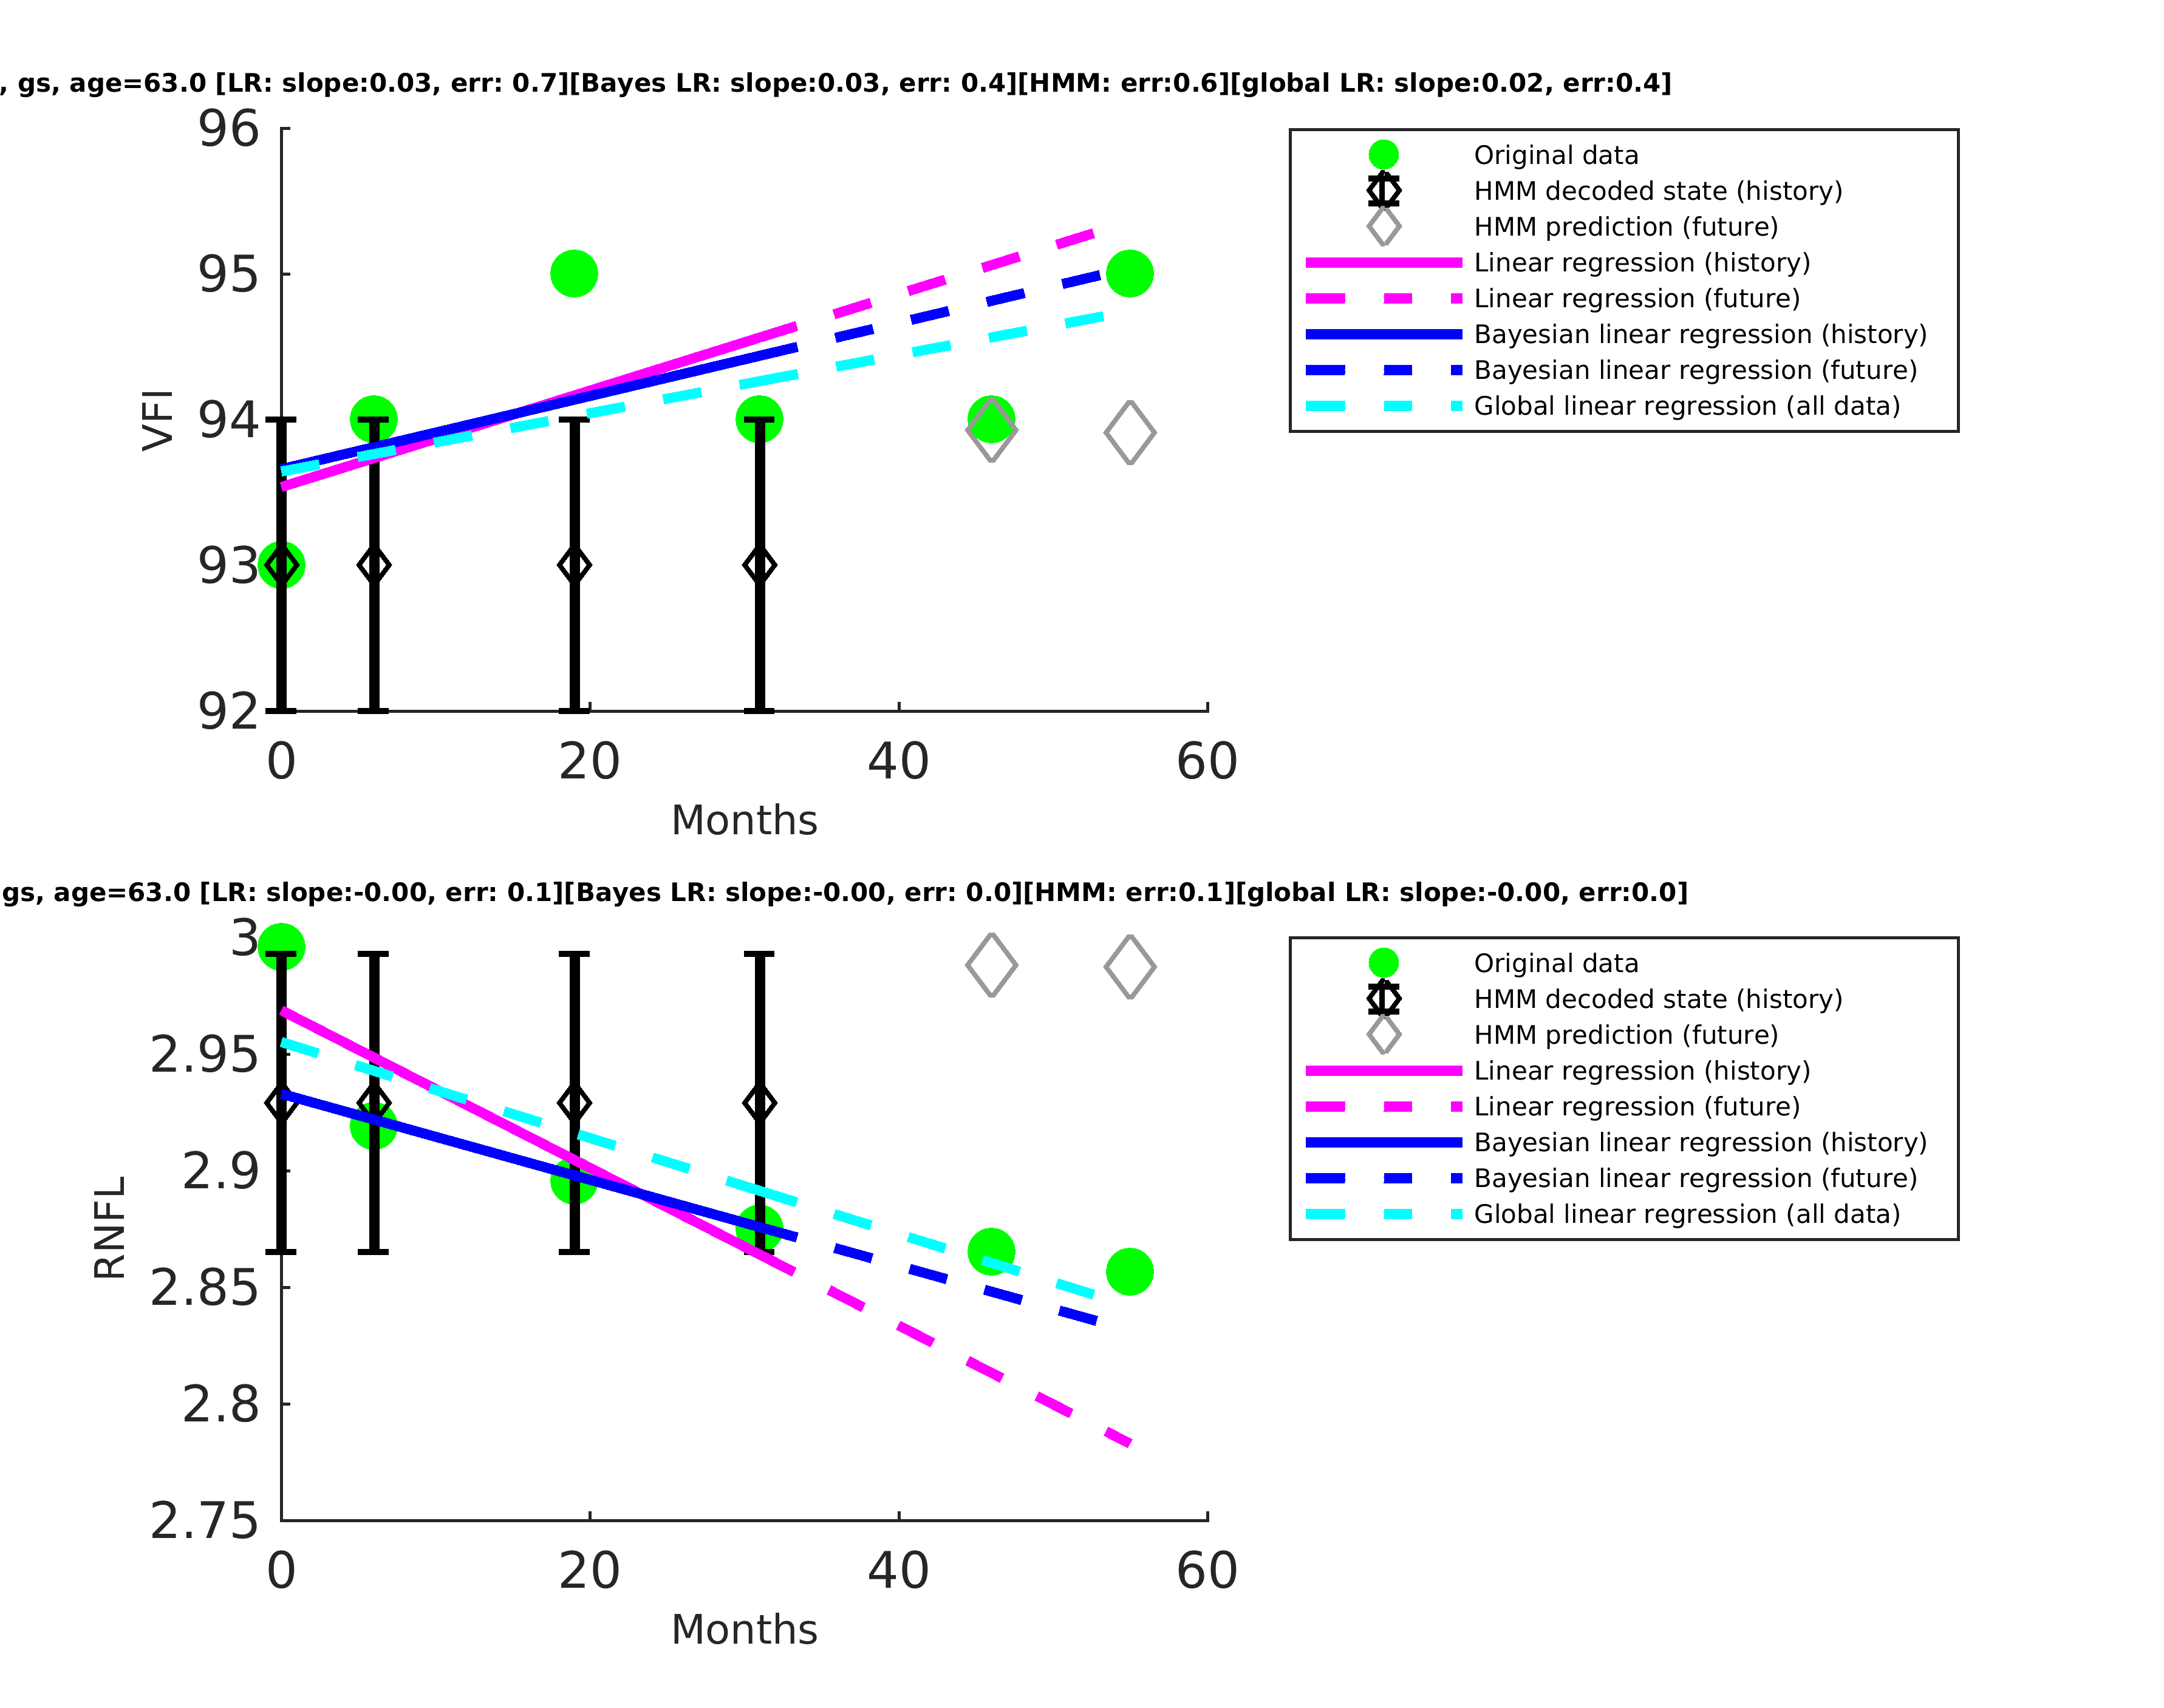 , gs, age=63.0 [LR: slope:0.03, err: 0.7][Bayes LR: slope:0.03, err: 0.4][HMM: err:0.6][global LR: slope:0.02, err:0.4]
96
95
94
93
92
VFI
0 20 40 60
Months
Original data
HMM decoded state (history)
HMM prediction (future)
Linear regression (history)
Linear regression (future)
Bayesian linear regression (history)
Bayesian linear regression (future)
Global linear regression (all data)
gs, age=63.0 [LR: slope:-0.00, err: 0.1][Bayes LR: slope:-0.00, err: 0.0][HMM: err:0.1][global LR: slope:-0.00, err:0.0]
3
2.95
2.9
2.85
2.8
2.75
RNFL
0 20 40 60
Months
Original data
HMM decoded state (history)
HMM prediction (future)
Linear regression (history)
Linear regression (future)
Bayesian linear regression (history)
Bayesian linear regression (future)
Global linear regression (all data)